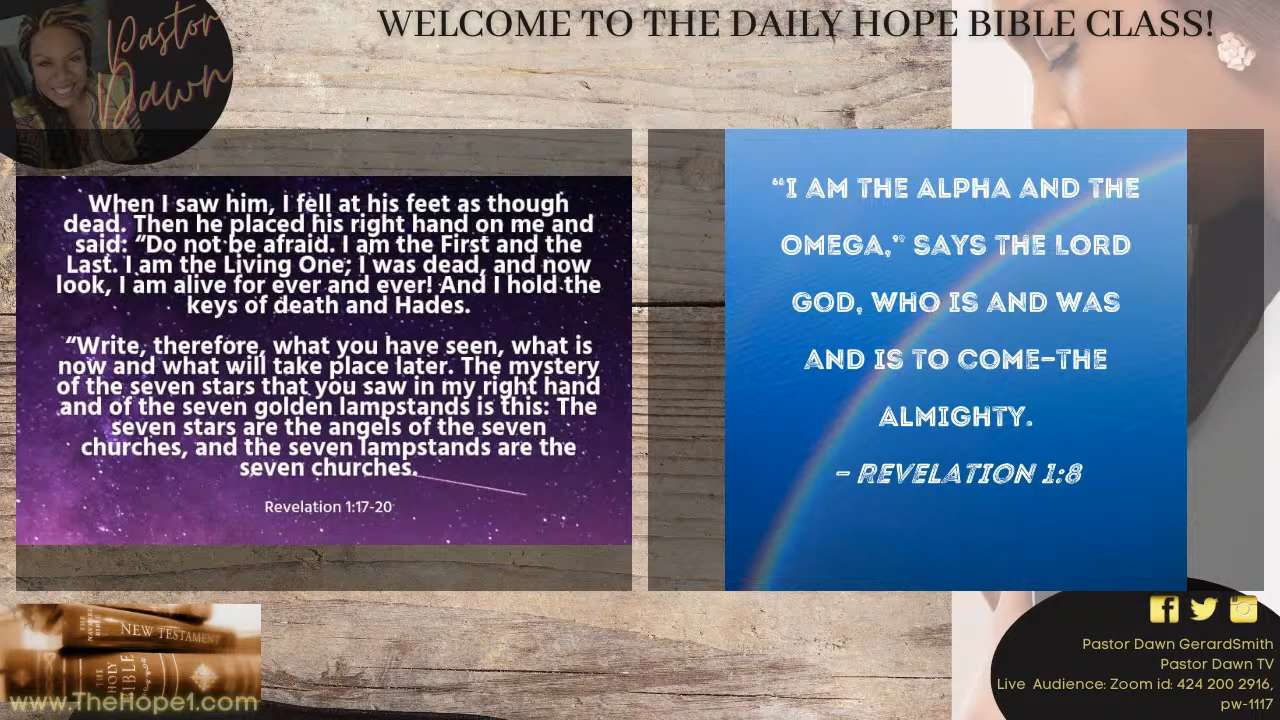 WELCOME TO THE DAILY HOPE BIBLE CLASS!
Pastor
Dawn
When I saw him, I fell at his feet as though
dead. Then he placed his right hand on me and
said: “Do not be afraid. I am the First and the
Last. I am the Living One; I was dead, and now
look, I am alive for ever and ever! And I hold the
keys of death and Hades.
“Write, therefore, what you have seen, what is
now and what will take place later. The mystery
of the seven stars that you saw in my right hand
and of the seven golden lampstands is this: The
seven stars are the angels of the seven
churches, and the seven lampstands are the
seven churches.
Revelation 1:17-20
“I AM THE ALPHA AND THE
OMEGA,” SAYS THE LORD
GOD, WHO IS AND WAS
AND IS TO COME—THE
ALMIGHTY.
– REVELATION 1:8
NEW TESTAMENT
THE
HOLY
BIBLE
www.TheHope1.com
Pastor Dawn GerardSmith
Pastor Dawn TV
Live Audience: Zoom id: 424 200 2916,
pw-1117